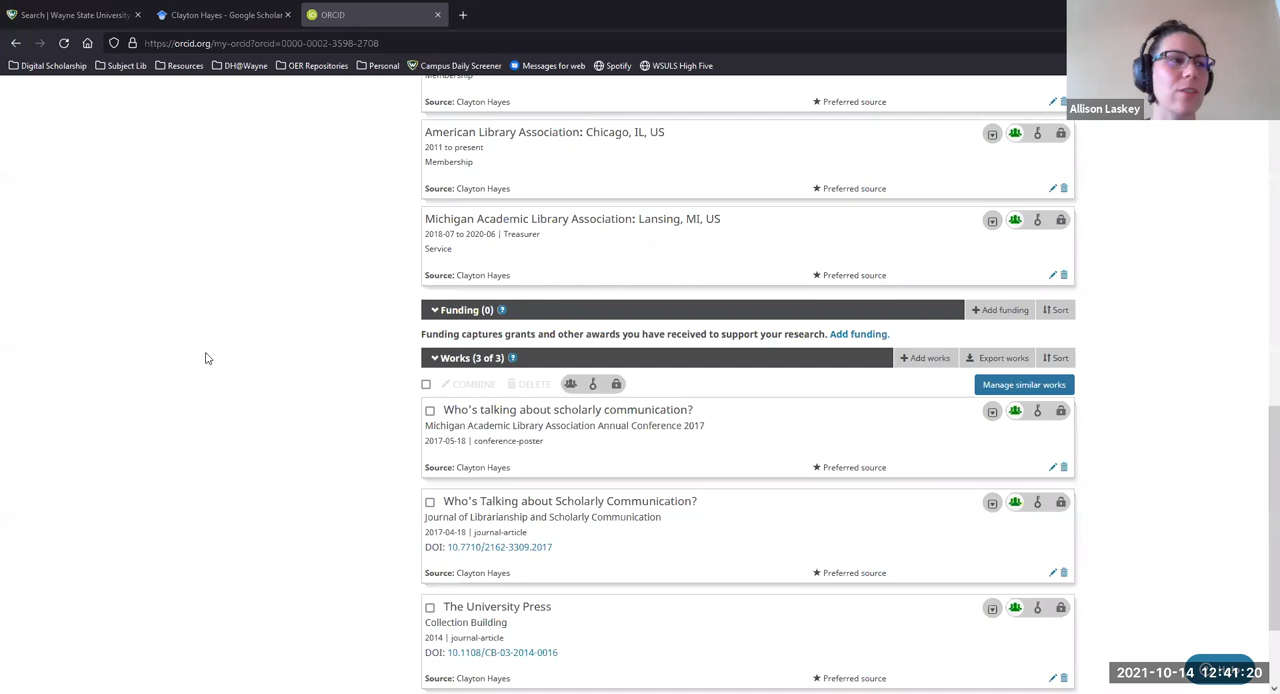 Search | Wayne State University
Clayton Hayes - Google Scholar
ORCID
https://orcid.org/my-orcid?orcid=0000-0002-3598-2708
Digital Scholarship
Subject Lib
Resources
DH@Wayne
OER Repositories
Personal
Campus Daily Screener
Messages for web
Spotify
WSULS High Five
Allison Laskey
Membership
Source: Clayton Hayes
★ Preferred source
American Library Association: Chicago, IL, US
2011 to present
Membership
Source: Clayton Hayes
★ Preferred source
Michigan Academic Library Association: Lansing, MI, US
2018-07 to 2020-06 | Treasurer
Service
Source: Clayton Hayes
★ Preferred source
Funding (0)
Add funding
Sort
Funding captures grants and other awards you have received to support your research. Add funding.
Works (3 of 3)
Add works
Export works
Sort
COMBINE
DELETE
Manage similar works
Who's talking about scholarly communication?
Michigan Academic Library Association Annual Conference 2017
2017-05-18 | conference-poster
Source: Clayton Hayes
★ Preferred source
Who's Talking about Scholarly Communication?
Journal of Librarianship and Scholarly Communication
2017-04-18 | journal-article
DOI: 10.7710/2162-3309.2017
Source: Clayton Hayes
★ Preferred source
The University Press
Collection Building
2014 | journal-article
DOI: 10.1108/CB-03-2014-0016
Source: Clayton Hayes
★ Preferred source
2021-10-14 12:41:20